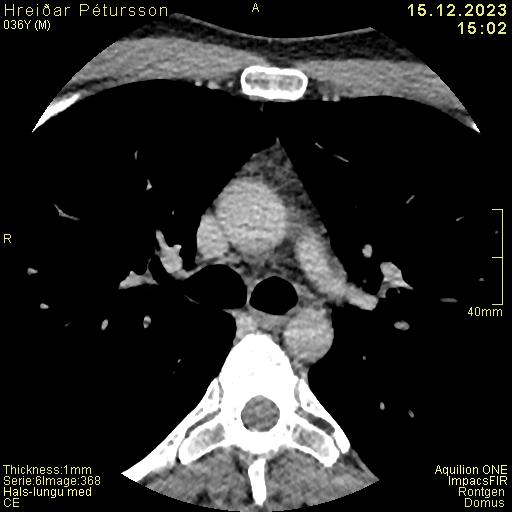 Hreiðar Pétursson
036Y (M)
A
15.12.2023
15:02
R
40mm
Thickness:1mm
Serie:6Image:368
Hals-lungu med
CE
Aquilion ONE
ImpacsFIR
Rontgen
Domus